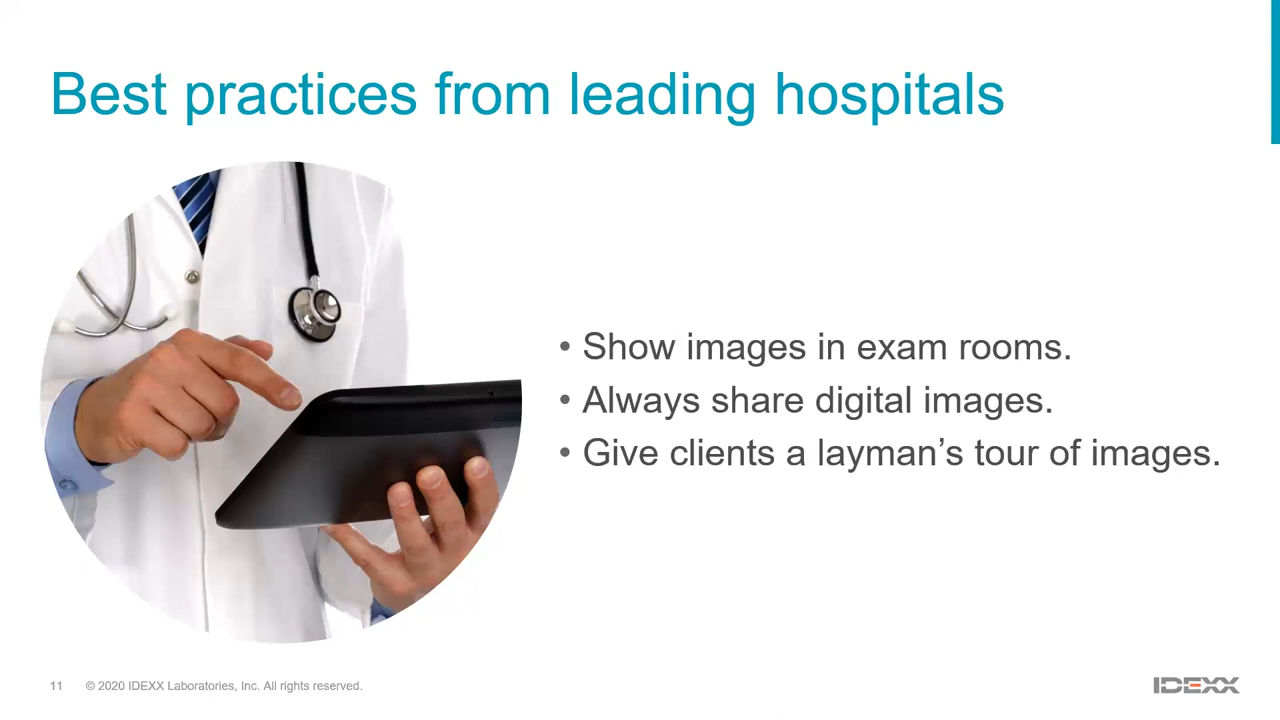 Best practices from leading hospitals
• Show images in exam rooms.
• Always share digital images.
• Give clients a layman’s tour of images.
11 © 2020 IDEXX Laboratories, Inc. All rights reserved.
IDEXX